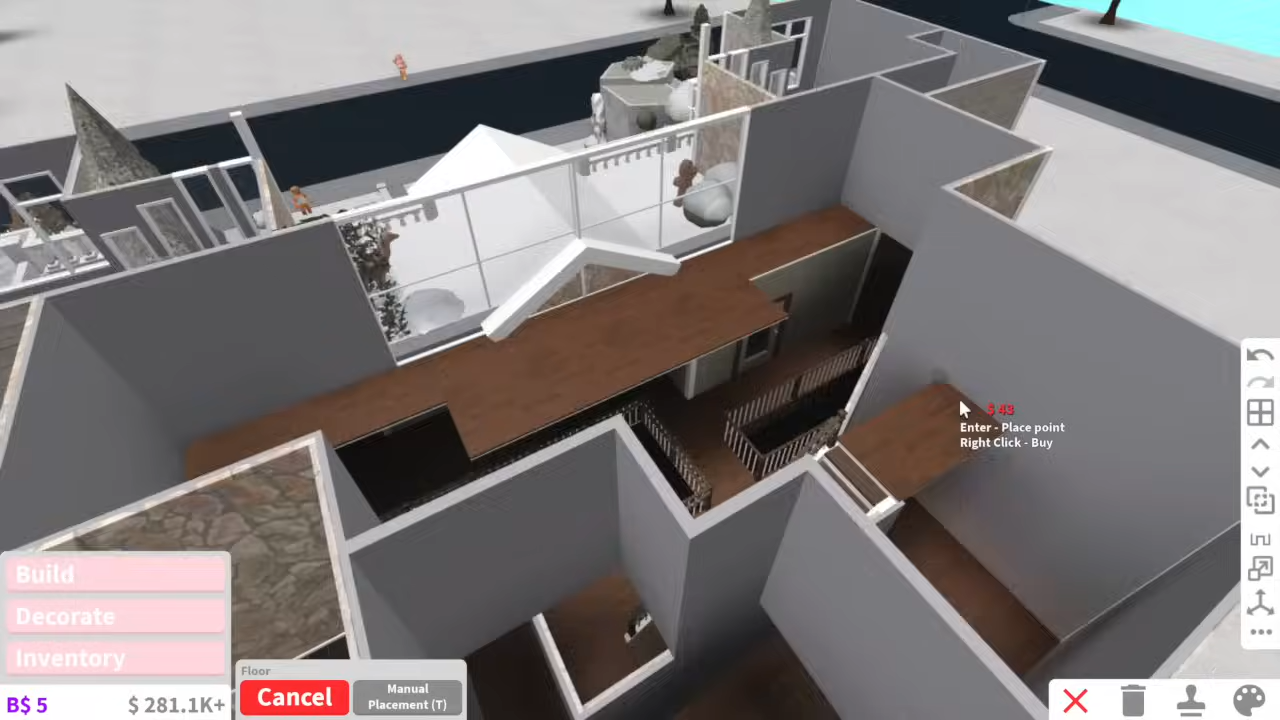 $ 43
Enter - Place point
Right Click - Buy
Build
Decorate
Inventory
B$ 5
$ 281.1K+
Floor
Cancel
Manual
Placement (T)